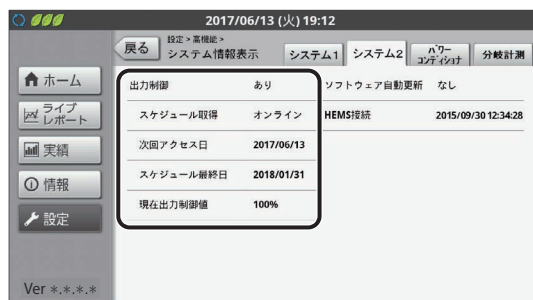 2017/06/13 (火) 19:12
戻る
設定 > 高機能 >
システム情報表示
システム1
システム2
パワーコンディショナ
分岐計測
ホーム
ライブレポート
実績
情報
設定
Ver *.*.*.*
出力制御 あり
スケジュール取得 オンライン
次回アクセス日 2017/06/13
スケジュール最終日 2018/01/31
現在出力制御値 100%
ソフトウェア自動更新 なし
HEMS接続 2015/09/30 12:34:28